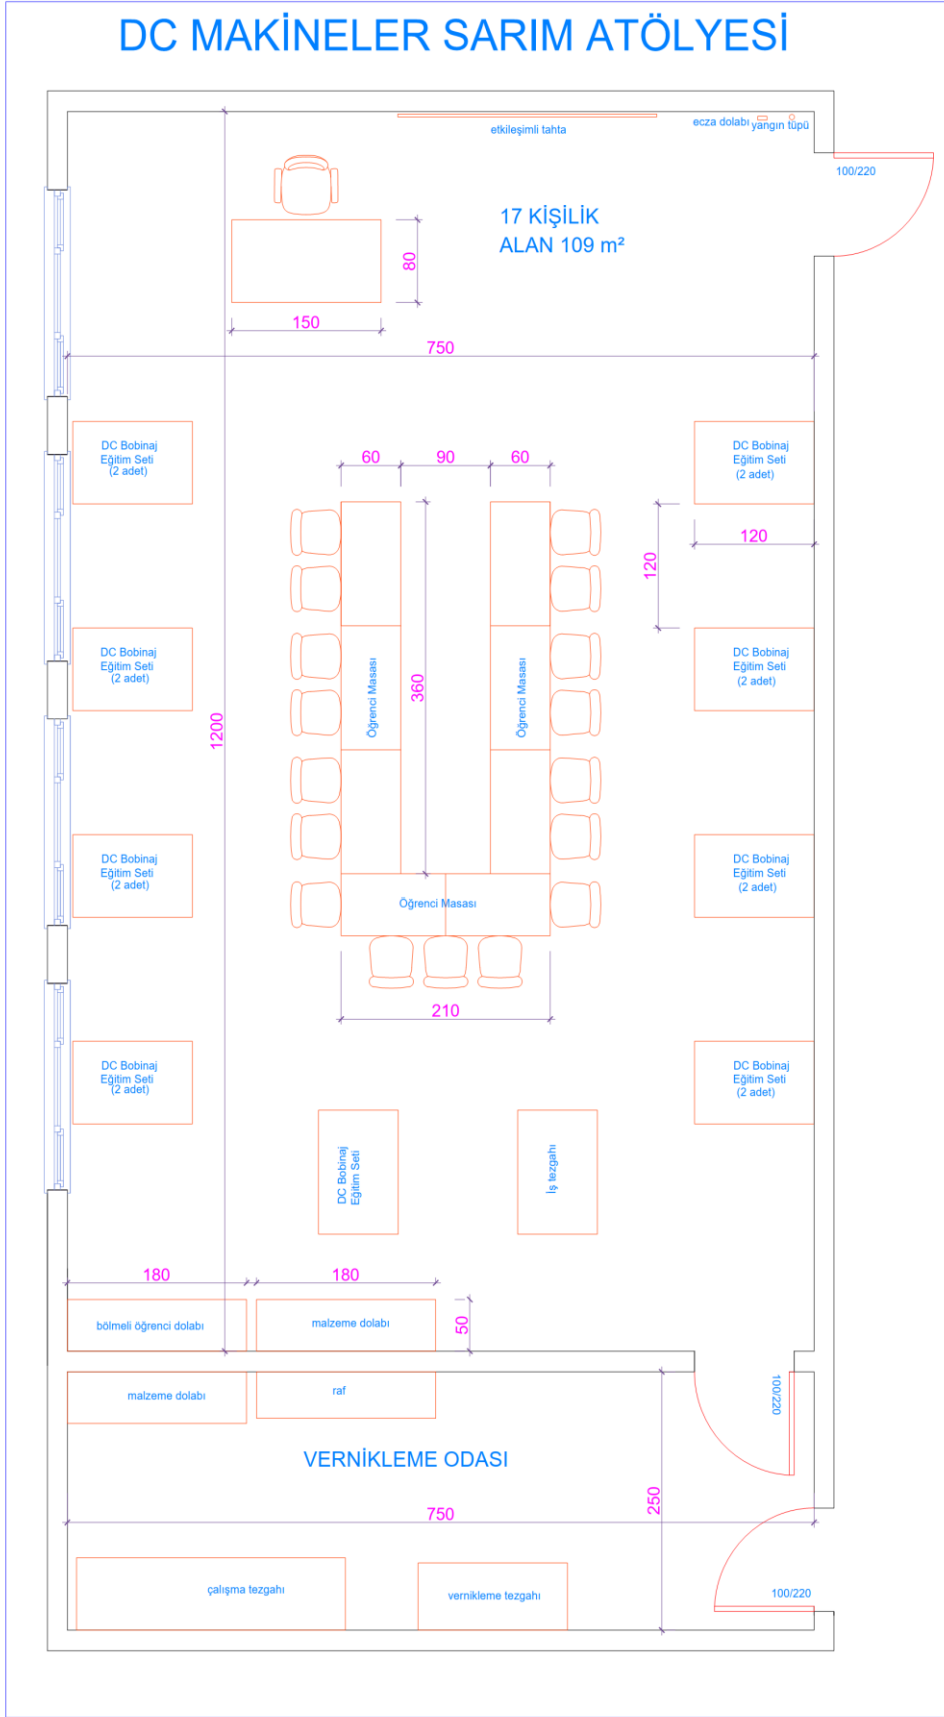 DC MAKİNELER SARIM ATÖLYESİ
etkileşimli tahta
ecza dolabı
yangın tüpü
100/220
17 KİŞİLİK
ALAN 109 m²
80
150
750
DC Bobinaj
Eğitim Seti
(2 adet)
60
90
60
DC Bobinaj
Eğitim Seti
(2 adet)
120
120
DC Bobinaj
Eğitim Seti
(2 adet)
Öğrenci Masası
360
Öğrenci Masası
DC Bobinaj
Eğitim Seti
(2 adet)
1200
DC Bobinaj
Eğitim Seti
(2 adet)
DC Bobinaj
Eğitim Seti
(2 adet)
Öğrenci Masası
210
DC Bobinaj
Eğitim Seti
(2 adet)
DC Bobinaj
Eğitim Seti
(2 adet)
DC Bobinaj
Eğitim Seti
İş tezgahı
180
180
bölmeli öğrenci dolabı
malzeme dolabı
50
malzeme dolabı
raf
100/220
VERNİKLEME ODASI
250
750
çalışma tezgahı
vernikleme tezgahı
100/220